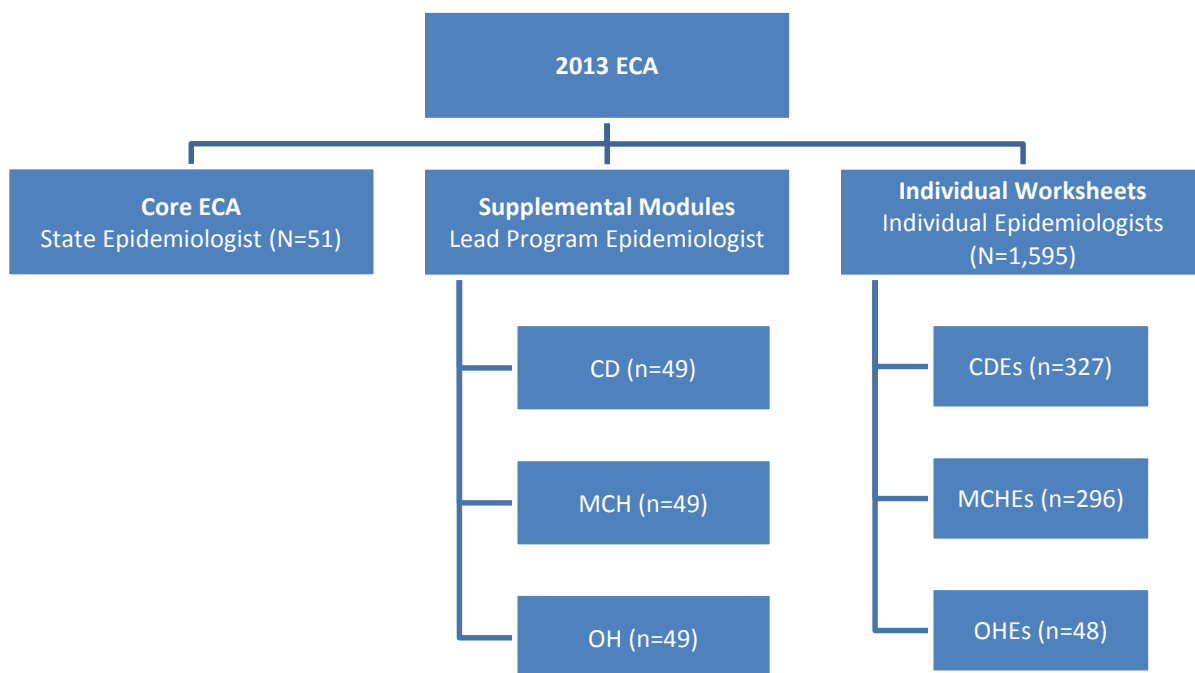 2013 ECA
Core ECA
State Epidemiologist (N=51)
Supplemental Modules
Lead Program Epidemiologist
CD (n=49)
MCH (n=49)
OH (n=49)
Individual Worksheets
Individual Epidemiologists
(N=1,595)
CDEs (n=327)
MCHEs (n=296)
OHEs (n=48)